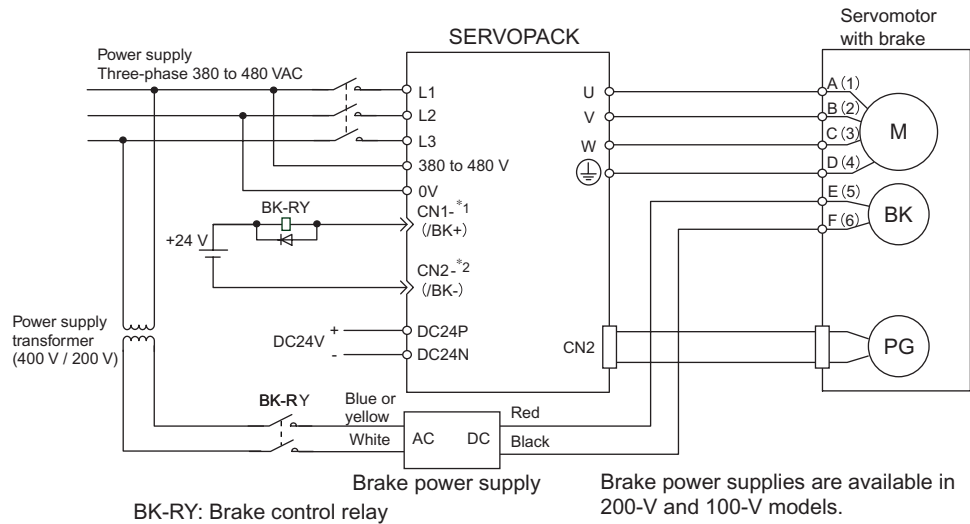 Servomotor
with brake
SERVOPACK
Power supply
Three-phase 380 to 480 VAC
L1
L2
L3
380 to 480 V
0V
BK-RY
CN1-*1
(/BK+)
+24 V
CN2-*2
(/BK-)
DC24V
+
-
DC24P
DC24N
U
V
W
CN2
A (1)
B (2)
C (3)
D (4)
E (5)
F (6)
M
BK
PG
Power supply
transformer
(400 V / 200 V)
BK-RY
Blue or
yellow
White
AC DC
Red
Black
Brake power supply
Brake power supplies are available in
200-V and 100-V models.
BK-RY: Brake control relay